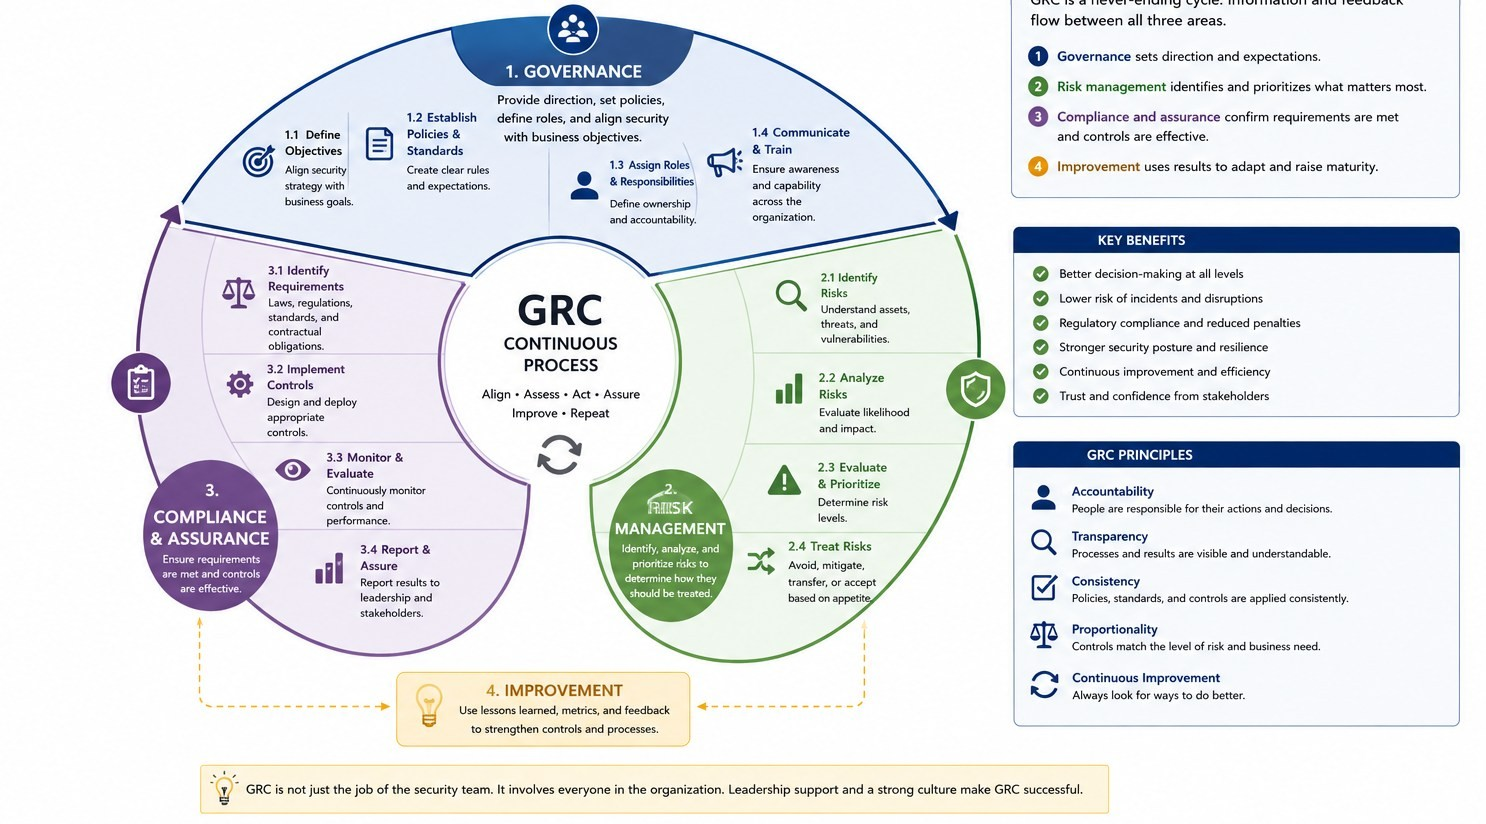 GRC is a never-ending cycle. Information and feedback
flow between all three areas.
1 Governance sets direction and expectations.
2 Risk management identifies and prioritizes what matters most.
3 Compliance and assurance confirm requirements are met
and controls are effective.
4 Improvement uses results to adapt and raise maturity.
1. GOVERNANCE
Provide direction, set policies,
define roles, and align security
with business objectives.
1.1 Define
Objectives
Align security
strategy with
business goals.
1.2 Establish
Policies &
Standards
Create clear rules
and expectations.
1.3 Assign Roles
& Responsibilities
Define ownership
and accountability.
1.4 Communicate
& Train
Ensure awareness
and capability
across the
organization.
GRC
CONTINUOUS
PROCESS
Align • Assess • Act • Assure
Improve • Repeat
2.1 Identify
Risks
Understand assets,
threats, and
vulnerabilities.
2.2 Analyze
Risks
Evaluate likelihood
and impact.
2.3 Evaluate
& Prioritize
Determine risk
levels.
2.4 Treat Risks
Avoid, mitigate,
transfer, or accept
based on appetite.
2.
RISK
MANAGEMENT
Identify, analyze, and
prioritize risks to
determine how they
should be treated.
3.1 Identify
Requirements
Laws, regulations,
standards, and
contractual
obligations.
3.2 Implement
Controls
Design and deploy
appropriate
controls.
3.3 Monitor &
Evaluate
Continuously monitor
controls and
performance.
3.4 Report &
Assure
Report results to
leadership and
stakeholders.
3.
COMPLIANCE
& ASSURANCE
Ensure requirements
are met and controls
are effective.
4. IMPROVEMENT
Use lessons learned, metrics, and feedback
to strengthen controls and processes.
KEY BENEFITS
Better decision-making at all levels
Lower risk of incidents and disruptions
Regulatory compliance and reduced penalties
Stronger security posture and resilience
Continuous improvement and efficiency
Trust and confidence from stakeholders
GRC PRINCIPLES
Accountability
People are responsible for their actions and decisions.
Transparency
Processes and results are visible and understandable.
Consistency
Policies, standards, and controls are applied consistently.
Proportionality
Controls match the level of risk and business need.
Continuous Improvement
Always look for ways to do better.
GRC is not just the job of the security team. It involves everyone in the organization. Leadership support and a strong culture make GRC successful.